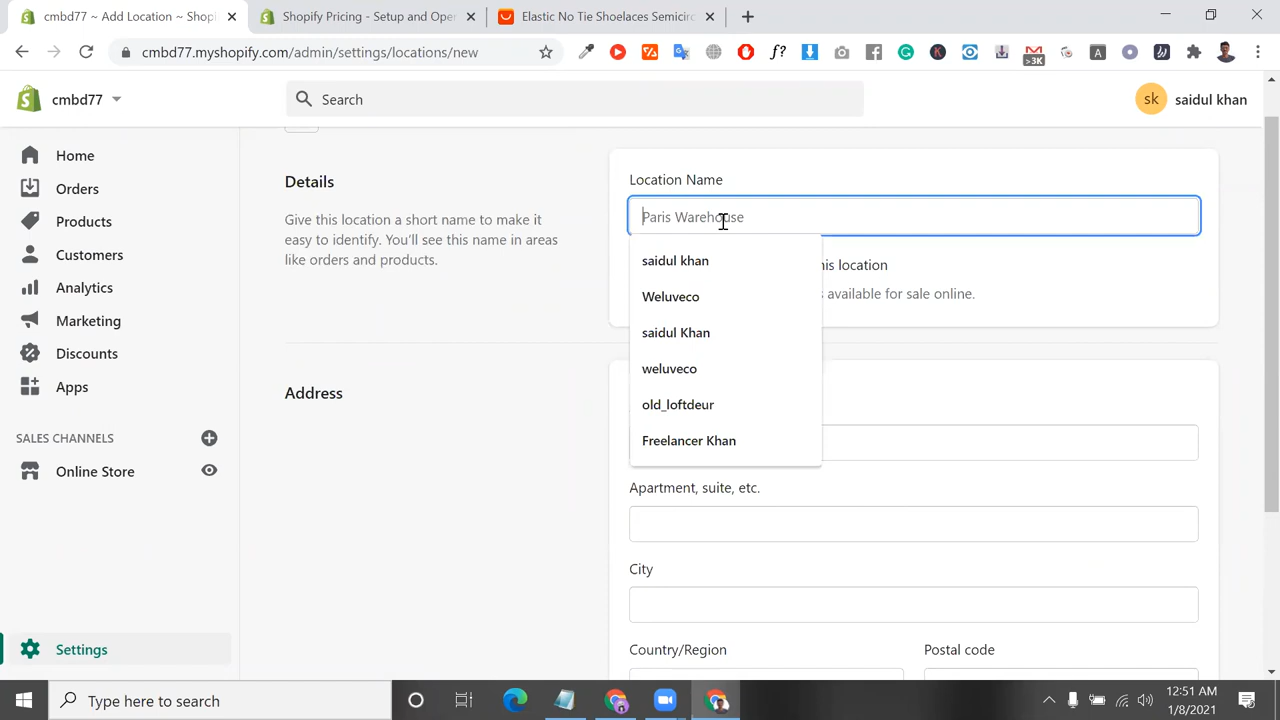 cmbd77 ~ Add Location ~ Shopi
Shopify Pricing - Setup and Oper
Elastic No Tie Shoelaces Semicirc
cmbd77.myshopify.com/admin/settings/locations/new
>3K
cmbd77
Search
sk
saidul khan
Home
Orders
Products
Customers
Analytics
Marketing
Discounts
Apps
SALES CHANNELS
Online Store
Settings
Details
Give this location a short name to make it
easy to identify. You'll see this name in areas
like orders and products.
Location Name
Paris Warehouse
saidul khan
Weluveco
saidul Khan
weluveco
old_loftdeur
Freelancer Khan
his location
s available for sale online.
Address
Apartment, suite, etc.
City
Country/Region
Postal code
Type here to search
12:51 AM
1/8/2021